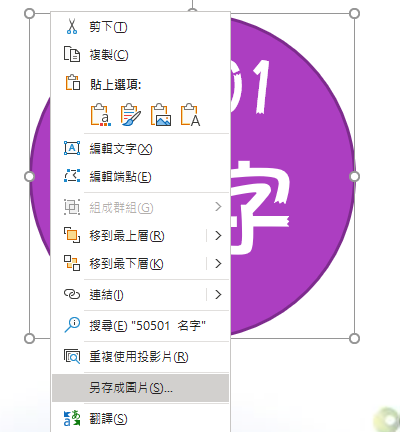 剪下(T)
複製(C)
貼上選項:
編輯文字(X)
編輯端點(E)
組成群組(G)
移到最上層(R)
移到最下層(K)
連結(I)
搜尋(E) "50501 名字"
重複使用投影片(R)
另存成圖片(S)...
翻譯(S)
01
字